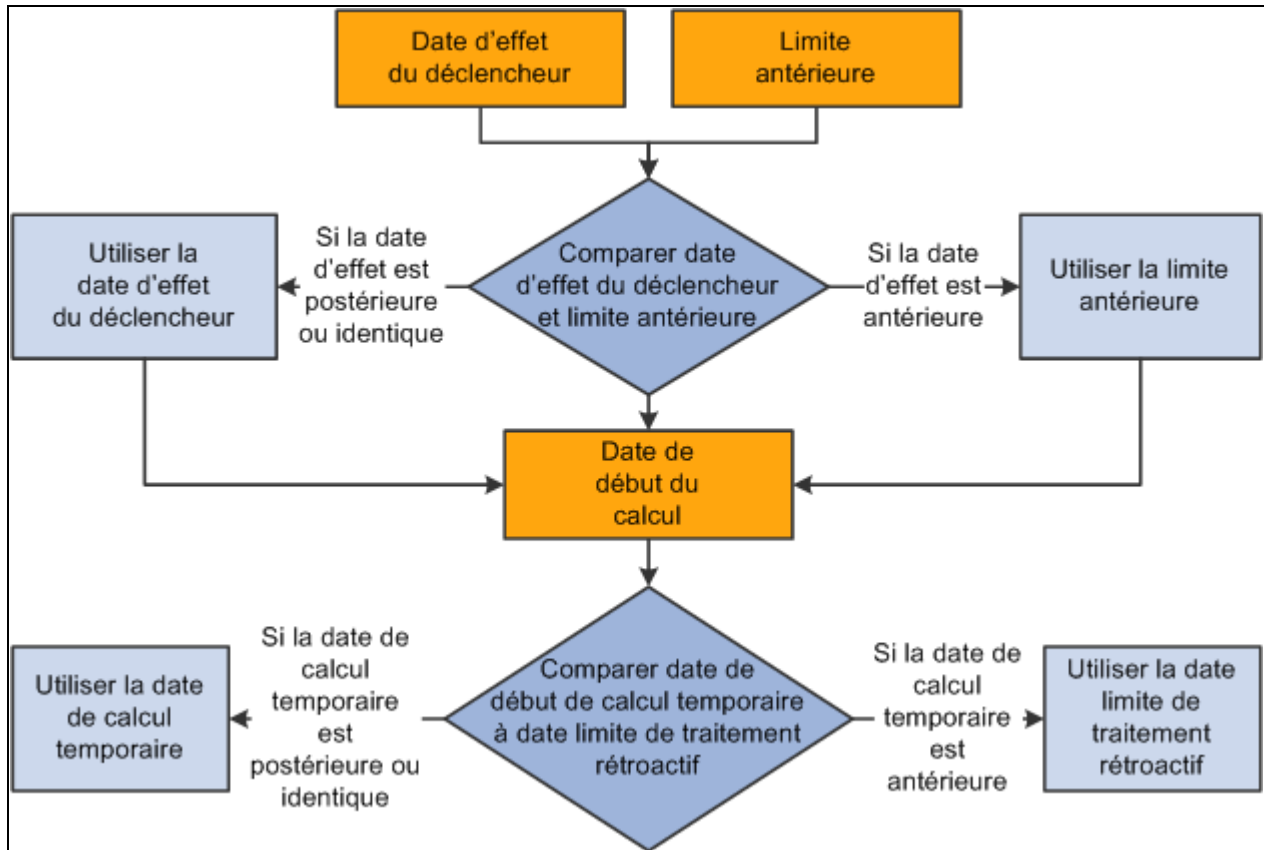 Date d'effet
du déclencheur
Limite
antérieure
Utiliser la
date d'effet
du déclencheur
Si la date
d'effet est
postérieure
ou identique
Comparer date
d'effet du déclencheur
et limite antérieure
Si la date
d'effet est
antérieure
Utiliser la limite
antérieure
Date de
début du
calcul
Utiliser la date
de calcul
temporaire
Si la date de
calcul
temporaire
est
postérieure ou
identique
Comparer date de
début de calcul temporaire
à date limite de traitement
rétroactif
Si la date de
calcul
temporaire
est
antérieure
Utiliser la date
limite de
traitement
rétroactif